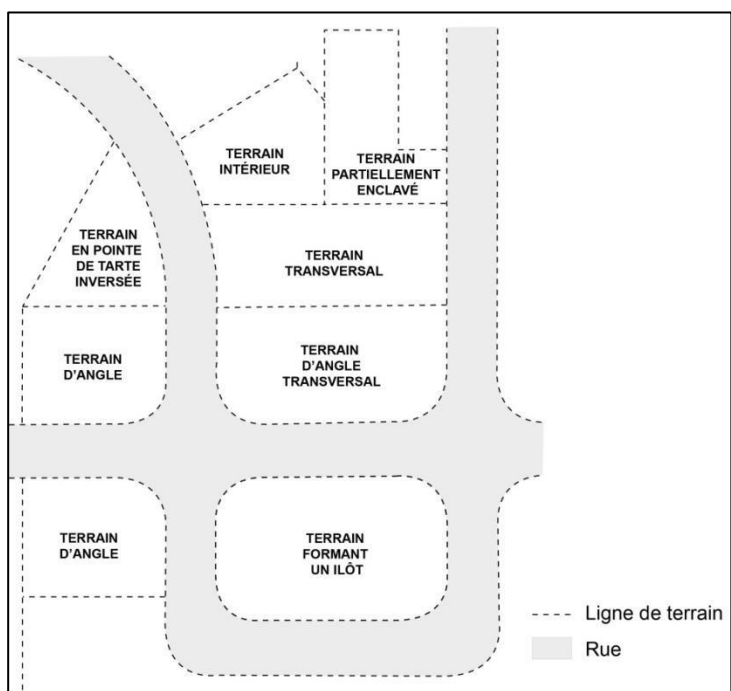 TERRAIN
INTÉRIEUR
TERRAIN
PARTIELLEMENT
ENCLAVÉ
TERRAIN
EN POINTE
DE TARTE
INVERSÉE
TERRAIN
TRANSVERSAL
TERRAIN
D'ANGLE
TERRAIN
D'ANGLE
TRANSVERSAL
TERRAIN
D'ANGLE
TERRAIN
FORMANT
UN ILÔT
Ligne de terrain
Rue